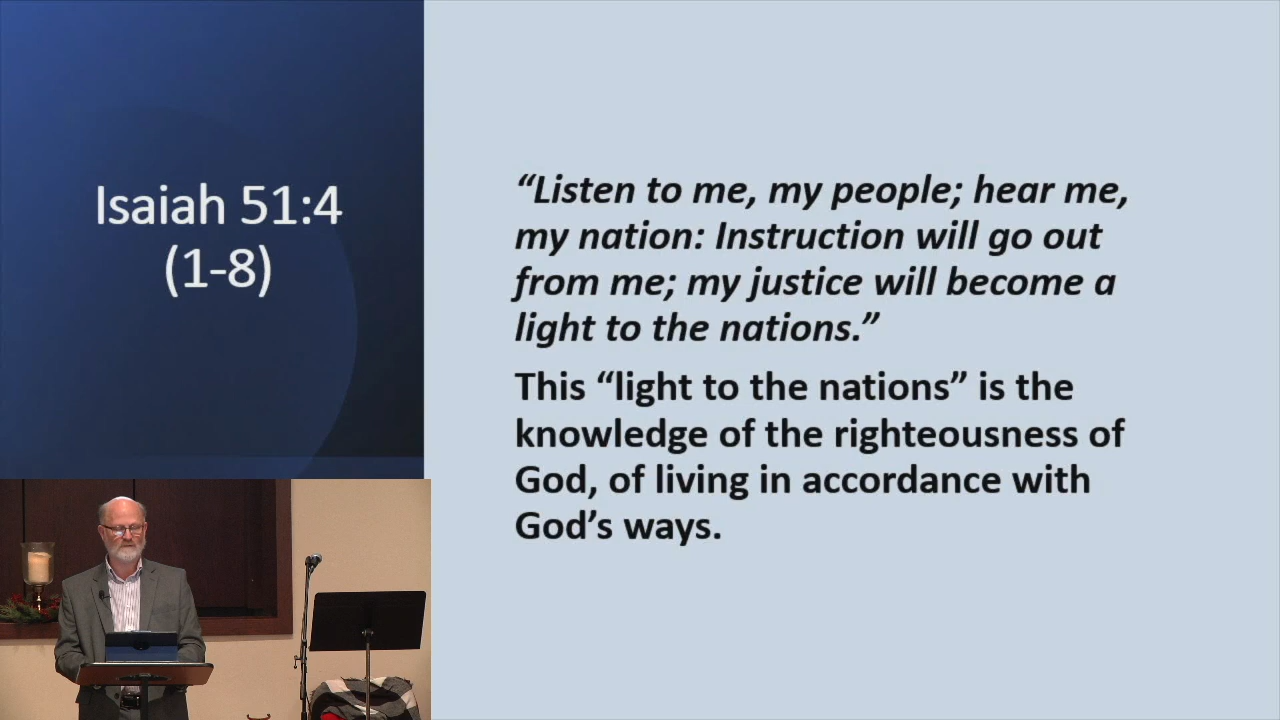 Isaiah 51:4
(1-8)
“Listen to me, my people; hear me,
my nation: Instruction will go out
from me; my justice will become a
light to the nations.”
This “light to the nations” is the
knowledge of the righteousness of
God, of living in accordance with
God’s ways.